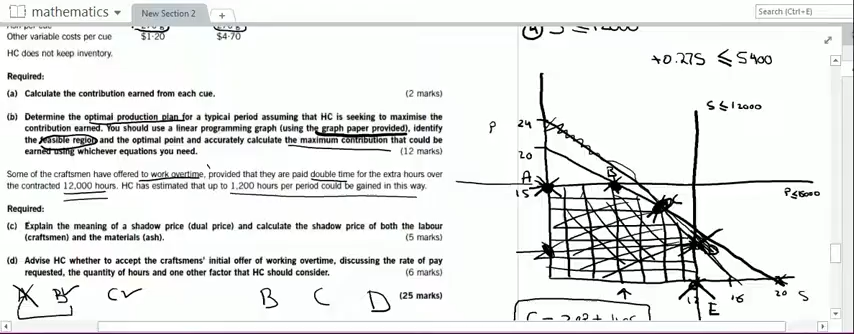 mathematics
New Section 2
Search (Ctrl+E)
Other variable costs per cue $1·20 $4·70
HC does not keep inventory.
Required:
(a) Calculate the contribution earned from each cue. (2 marks)
(b) Determine the optimal production plan for a typical period assuming that HC is seeking to maximise the
contribution earned. You should use a linear programming graph (using the graph paper provided), identify
the feasible region and the optimal point and accurately calculate the maximum contribution that could be
earned using whichever equations you need. (12 marks)
Some of the craftsmen have offered to work overtime, provided that they are paid double time for the extra hours over
the contracted 12,000 hours. HC has estimated that up to 1,200 hours per period could be gained in this way.
Required:
(c) Explain the meaning of a shadow price (dual price) and calculate the shadow price of both the labour
(craftsmen) and the materials (ash). (5 marks)
(d) Advise HC whether to accept the craftsmen's initial offer of working overtime, discussing the rate of pay
requested, the quantity of hours and one other factor that HC should consider. (6 marks)
(25 marks)
A B C B C D
+0.27S ≤ 5400
S ≤ 12000
P 24
20
A B
15
P ≤ 15000
D
12 16 20 S
E